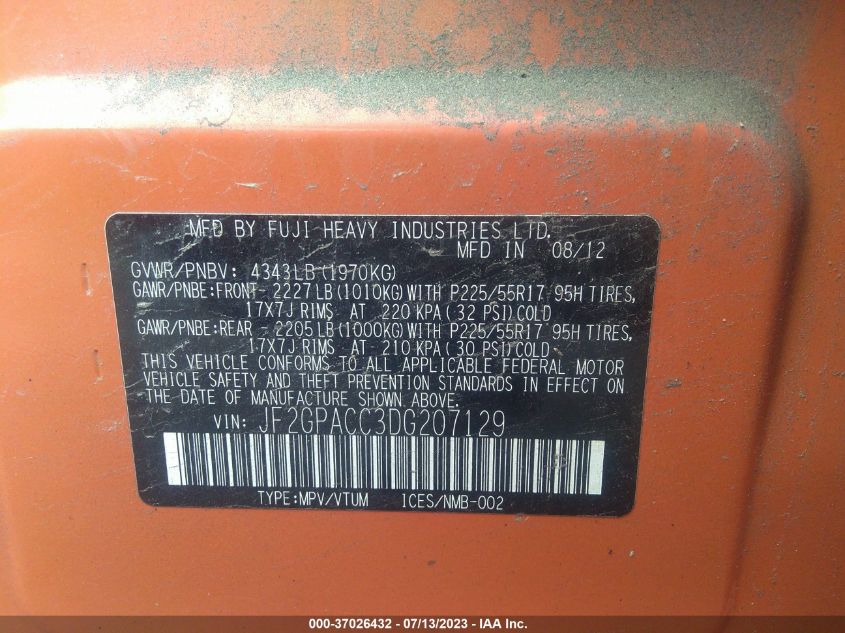 MFD BY FUJI HEAVY INDUSTRIES LTD.
MFD IN 08/12
GVWR/PNBV: 4343LB(1970KG)
GAWR/PNBE:FRONT-2227LB(1010KG)WITH P225/55R17 95H TIRES,
17X7J RIMS AT 220 KPA(32 PSI)COLD
GAWR/PNBE:REAR -2205LB(1000KG)WITH P225/55R17 95H TIRES,
17X7J RIMS AT 210 KPA(30 PSI)COLD
THIS VEHICLE CONFORMS TO ALL APPLICABLE FEDERAL MOTOR
VEHICLE SAFETY AND THEFT PREVENTION STANDARDS IN EFFECT ON
THE DATE OF MANUFACTURE SHOWN ABOVE.
VIN: JF2GPACC3DG207129
TYPE:MPV/VTUM ICES/NMB-002
000-37026432 - 07/13/2023 - IAA Inc.